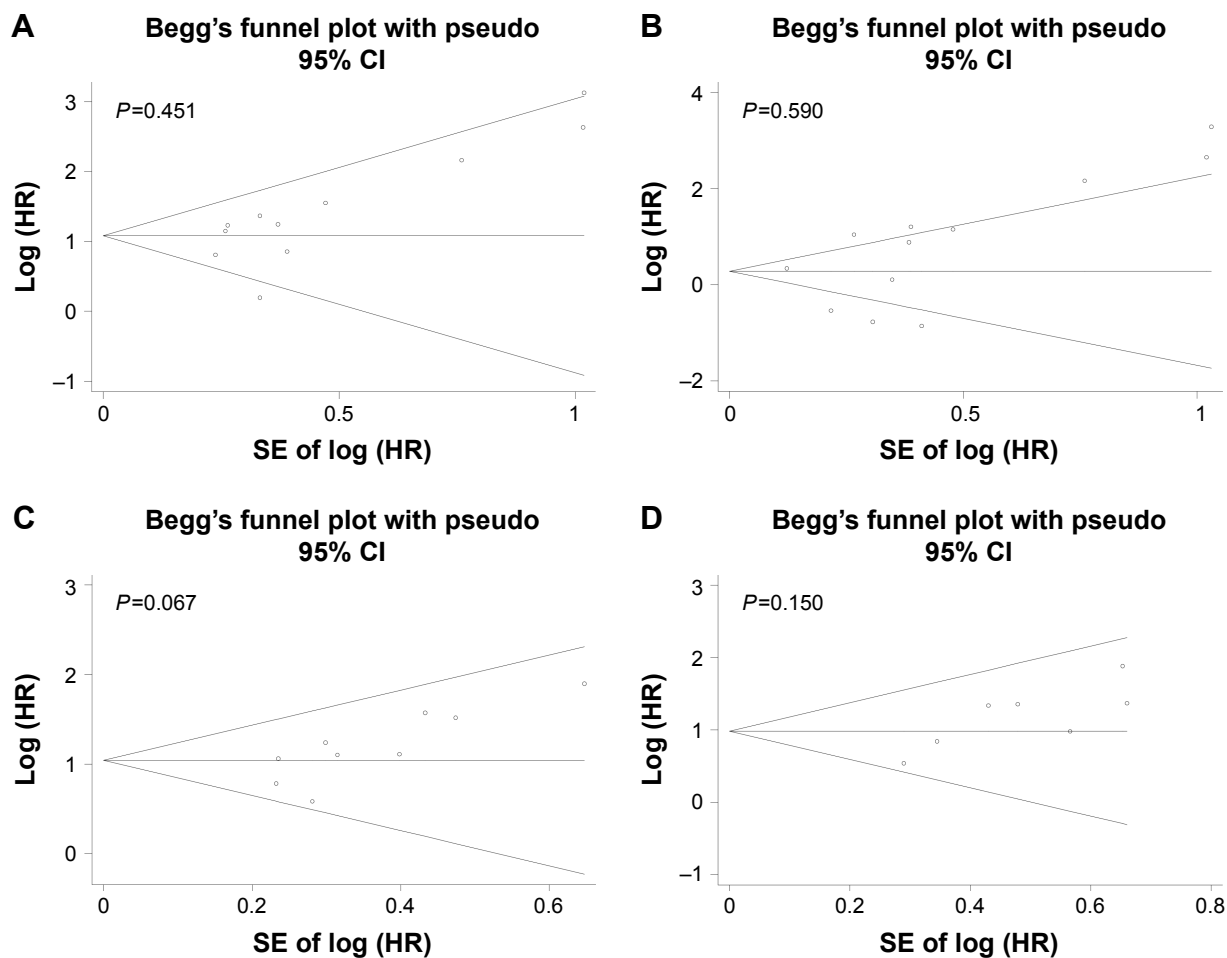 A
Begg’s funnel plot with pseudo
95% CI
P=0.451
Log (HR)
3
2
1
0
–1
0
0.5
1
SE of log (HR)
B
Begg’s funnel plot with pseudo
95% CI
P=0.590
Log (HR)
4
2
0
–2
0
0.5
1
SE of log (HR)
C
Begg’s funnel plot with pseudo
95% CI
P=0.067
Log (HR)
3
2
1
0
0
0.2
0.4
0.6
SE of log (HR)
D
Begg’s funnel plot with pseudo
95% CI
P=0.150
Log (HR)
3
2
1
0
–1
0
0.2
0.4
0.6
0.8
SE of log (HR)